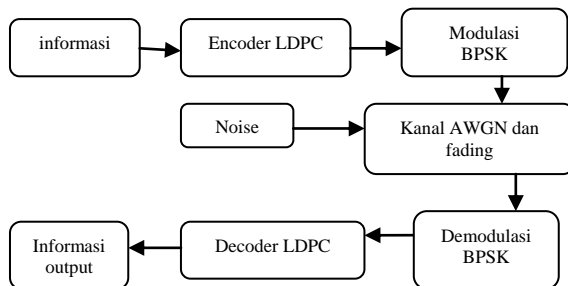 informasi
Encoder LDPC
Modulasi
BPSK
Noise
Kanal AWGN dan
fading
Informasi
output
Decoder LDPC
Demodulasi
BPSK